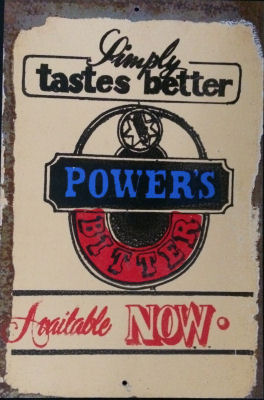 Simply
tastes better
POWER'S
BITTER
Available NOW.